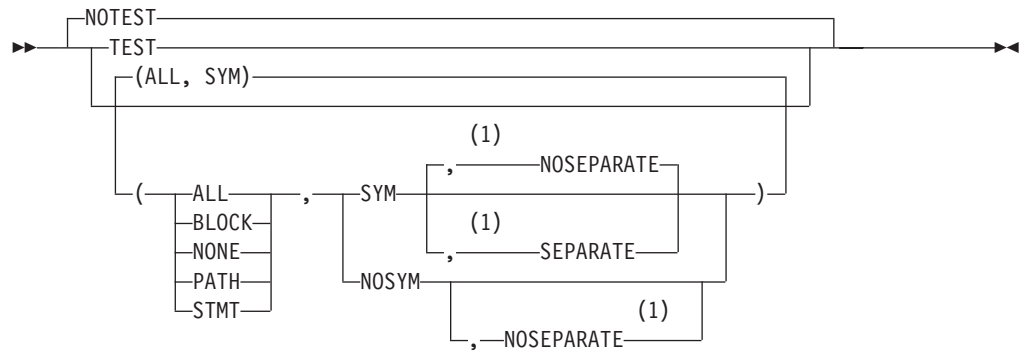 NOTEST
TEST
(ALL, SYM)
(1)
, NOSEPARATE
( ALL , SYM )
BLOCK (1)
, SEPARATE
NONE
PATH NOSYM
STMT (1)
, NOSEPARATE